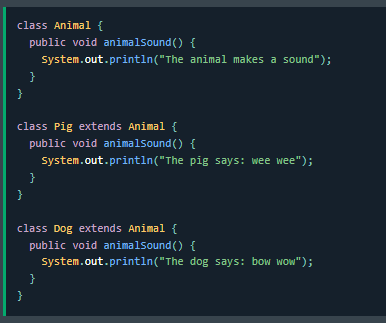 class Animal {
  public void animalSound() {
    System.out.println("The animal makes a sound");
  }
}

class Pig extends Animal {
  public void animalSound() {
    System.out.println("The pig says: wee wee");
  }
}

class Dog extends Animal {
  public void animalSound() {
    System.out.println("The dog says: bow wow");
  }
}